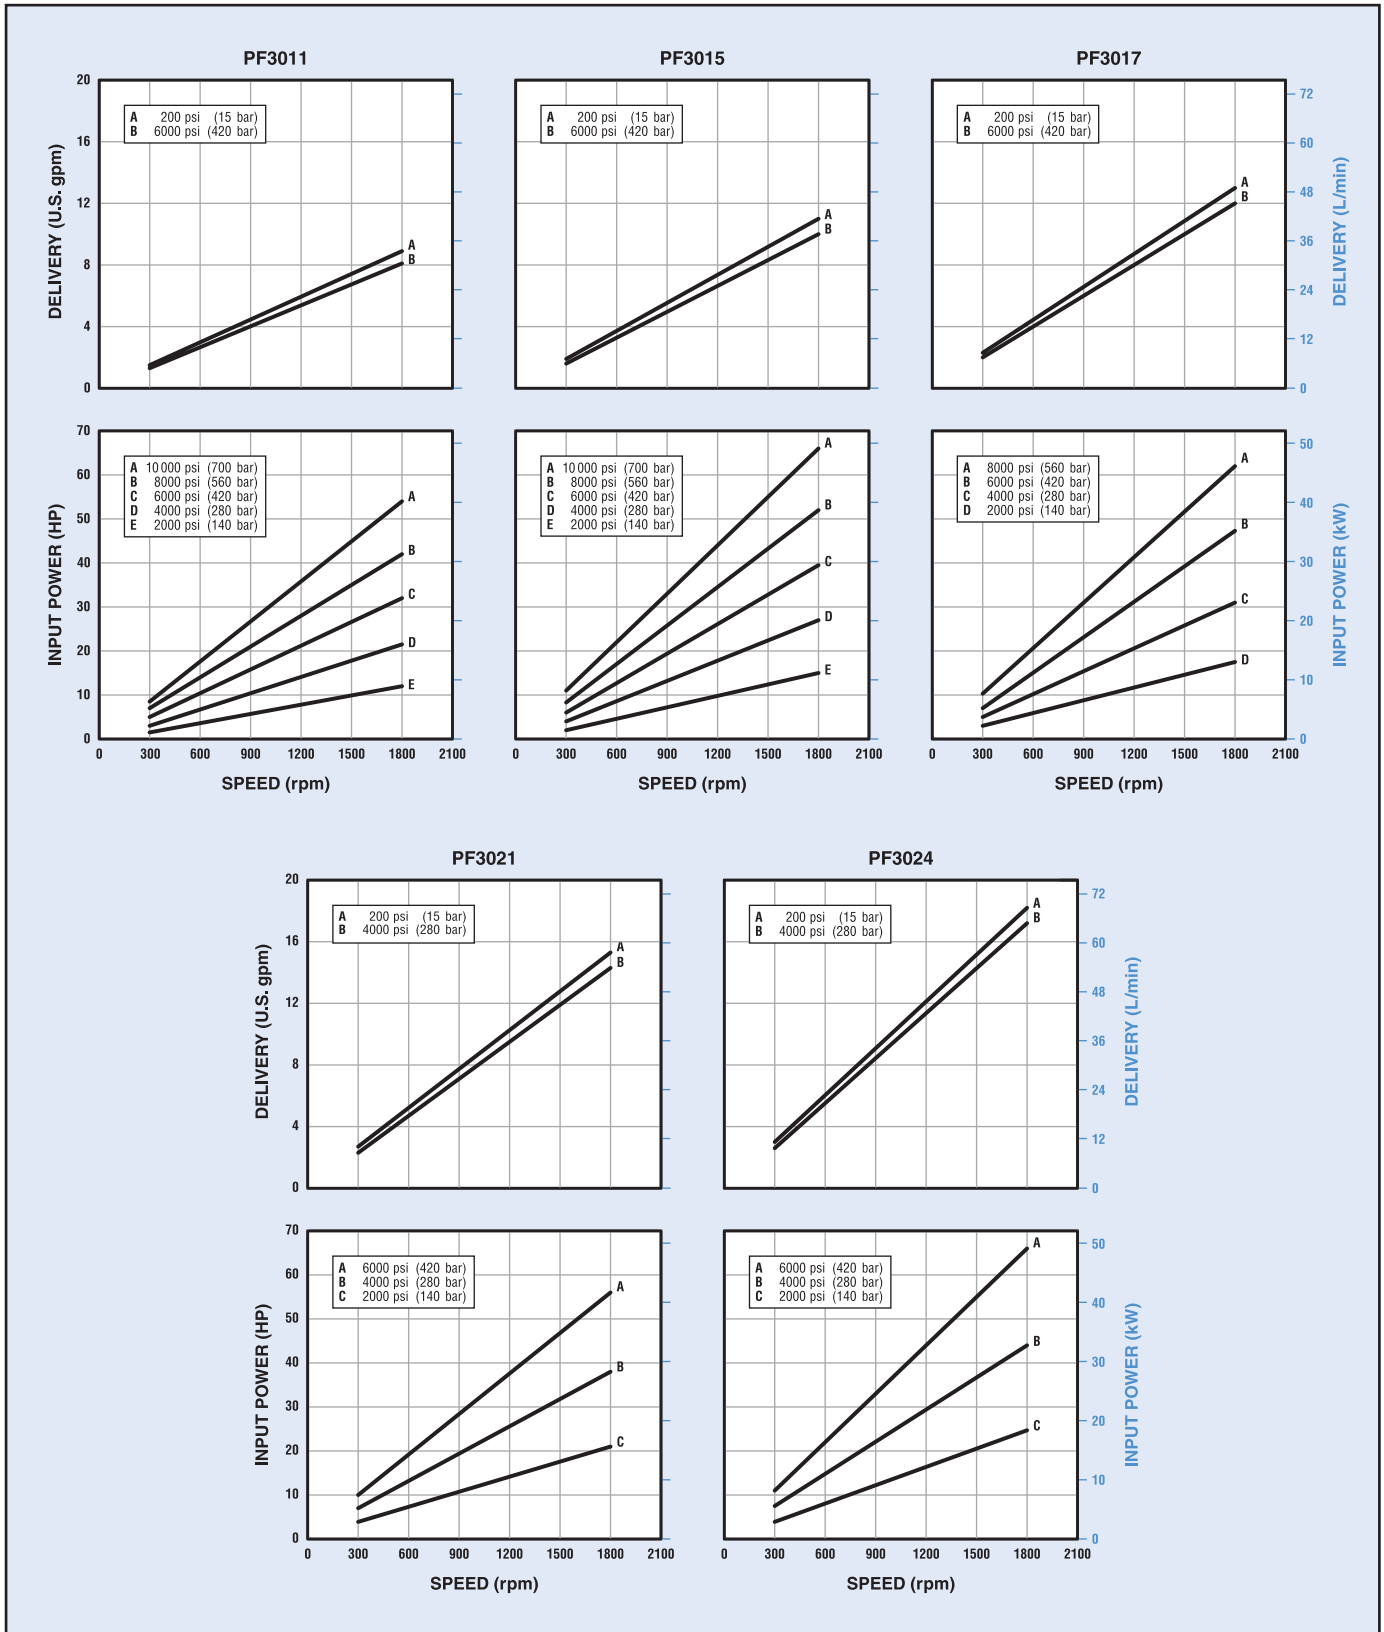 PF3011
PF3015
PF3017
20
16
12
8
4
0
DELIVERY (U.S. gpm)
A 200 psi (15 bar)
B 6000 psi (420 bar)
A
B
A 200 psi (15 bar)
B 6000 psi (420 bar)
A
B
A 200 psi (15 bar)
B 6000 psi (420 bar)
A
B
72
60
48
36
24
12
0
DELIVERY (L/min)
70
60
50
40
30
20
10
0
INPUT POWER (HP)
A 10 000 psi (700 bar)
B 8000 psi (560 bar)
C 6000 psi (420 bar)
D 4000 psi (280 bar)
E 2000 psi (140 bar)
A
B
C
D
E
0 300 600 900 1200 1500 1800 2100
SPEED (rpm)
A 10 000 psi (700 bar)
B 8000 psi (560 bar)
C 6000 psi (420 bar)
D 4000 psi (280 bar)
E 2000 psi (140 bar)
A
B
C
D
E
0 300 600 900 1200 1500 1800 2100
SPEED (rpm)
A 8000 psi (560 bar)
B 6000 psi (420 bar)
C 4000 psi (280 bar)
D 2000 psi (140 bar)
A
B
C
D
50
40
30
20
10
0
INPUT POWER (kW)
0 300 600 900 1200 1500 1800 2100
SPEED (rpm)
PF3021
PF3024
20
16
12
8
4
0
DELIVERY (U.S. gpm)
A 200 psi (15 bar)
B 4000 psi (280 bar)
A
B
A 200 psi (15 bar)
B 4000 psi (280 bar)
A
B
72
60
48
36
24
12
0
DELIVERY (L/min)
70
60
50
40
30
20
10
0
INPUT POWER (HP)
A 6000 psi (420 bar)
B 4000 psi (280 bar)
C 2000 psi (140 bar)
A
B
C
0 300 600 900 1200 1500 1800 2100
SPEED (rpm)
A 6000 psi (420 bar)
B 4000 psi (280 bar)
C 2000 psi (140 bar)
A
B
C
50
40
30
20
10
0
INPUT POWER (kW)
0 300 600 900 1200 1500 1800 2100
SPEED (rpm)